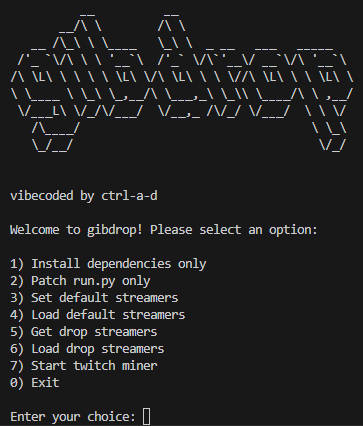 gibdrop
vibecoded by ctrl-a-d
Welcome to gibdrop! Please select an option:
1) Install dependencies only
2) Patch run.py only
3) Set default streamers
4) Load default streamers
5) Get drop streamers
6) Load drop streamers
7) Start twitch miner
0) Exit
Enter your choice: